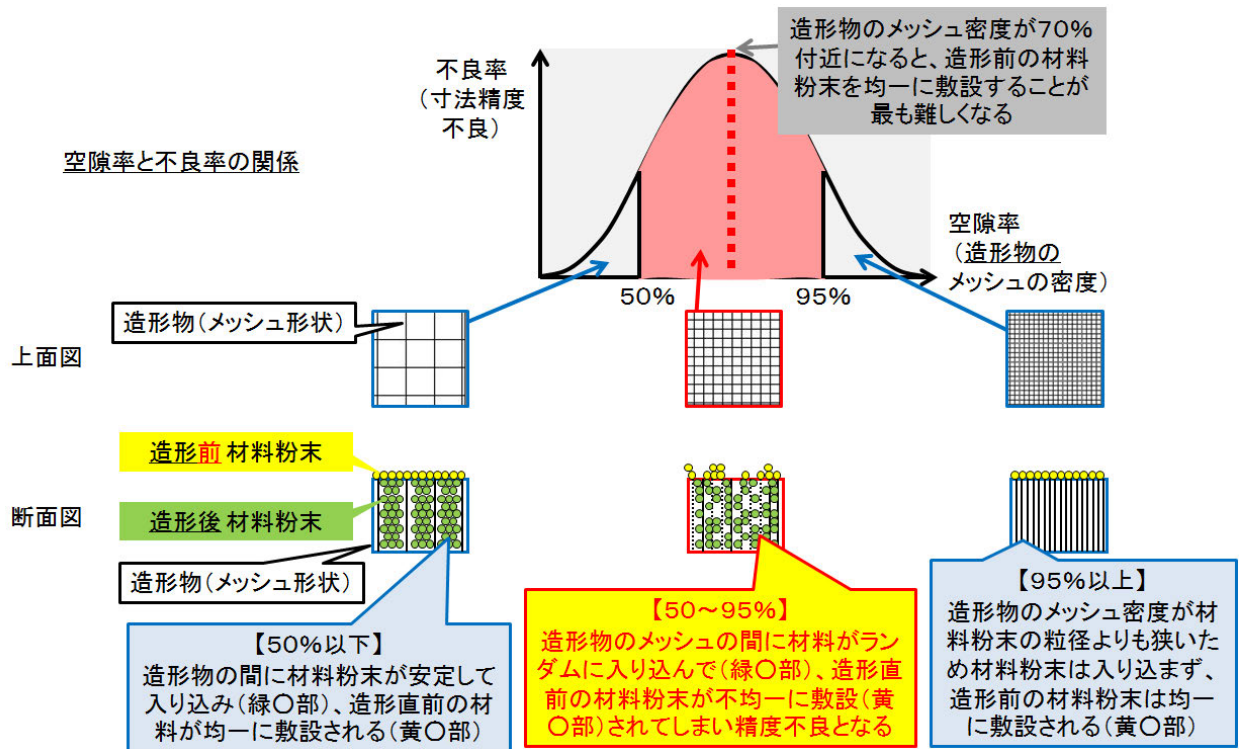 造形物のメッシュ密度が70%
付近になると、造形前の材料
粉末を均一に敷設することが
最も難しくなる
不良率
(寸法精度
不良)
空隙率と不良率の関係
空隙率
(造形物の
メッシュの密度)
50%
95%
造形物(メッシュ形状)
上面図
造形前 材料粉末
断面図
造形後 材料粉末
造形物(メッシュ形状)
【50%以下】
造形物の間に材料粉末が安定して
入り込み(緑〇部)、造形直前の材
料が均一に敷設される(黄〇部)
【50~95%】
造形物のメッシュの間に材料がラン
ダムに入り込んで(緑〇部)、造形直
前の材料粉末が不均一に敷設(黄
〇部)されてしまい精度不良となる
【95%以上】
造形物のメッシュ密度が材
料粉末の粒径よりも狭いた
め材料粉末は入り込まず、
造形前の材料粉末は均一
に敷設される(黄〇部)